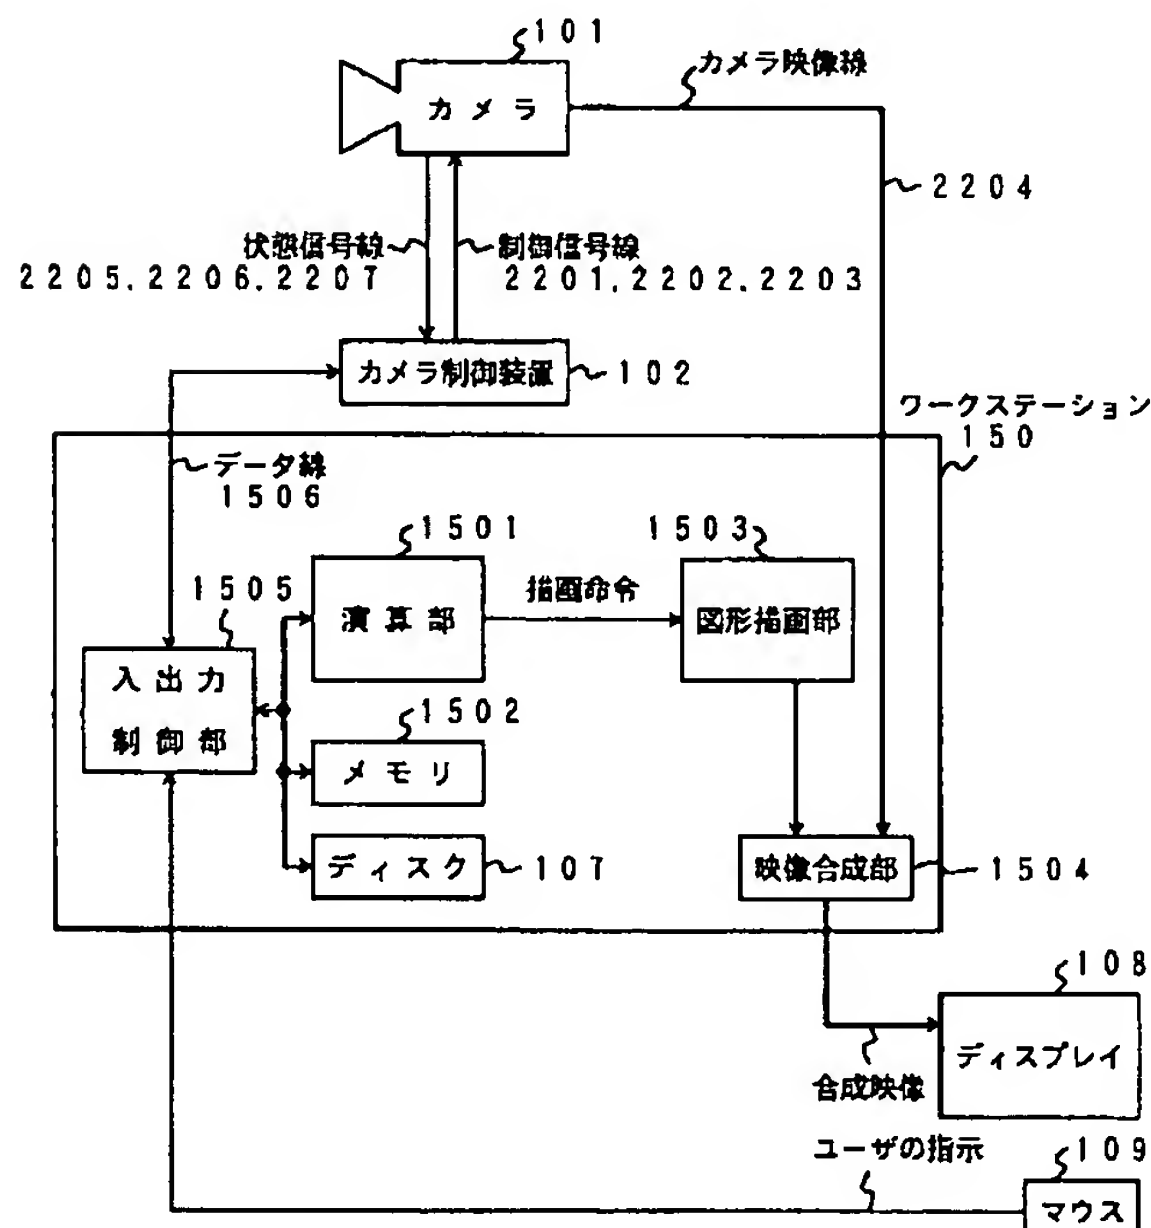 101
カメラ映像線
カメラ
2204
状態信号線
2205.2206.2207
制御信号線
2201.2202.2203
カメラ制御装置
102
ワークステーション
150
データ線
1506
1501
1503
1505
描画命令
演算部
図形描画部
入出力
制御部
1502
メモリ
ディスク
107
映像合成部
1504
108
ディスプレイ
合成映像
ユーザの指示
109
マウス